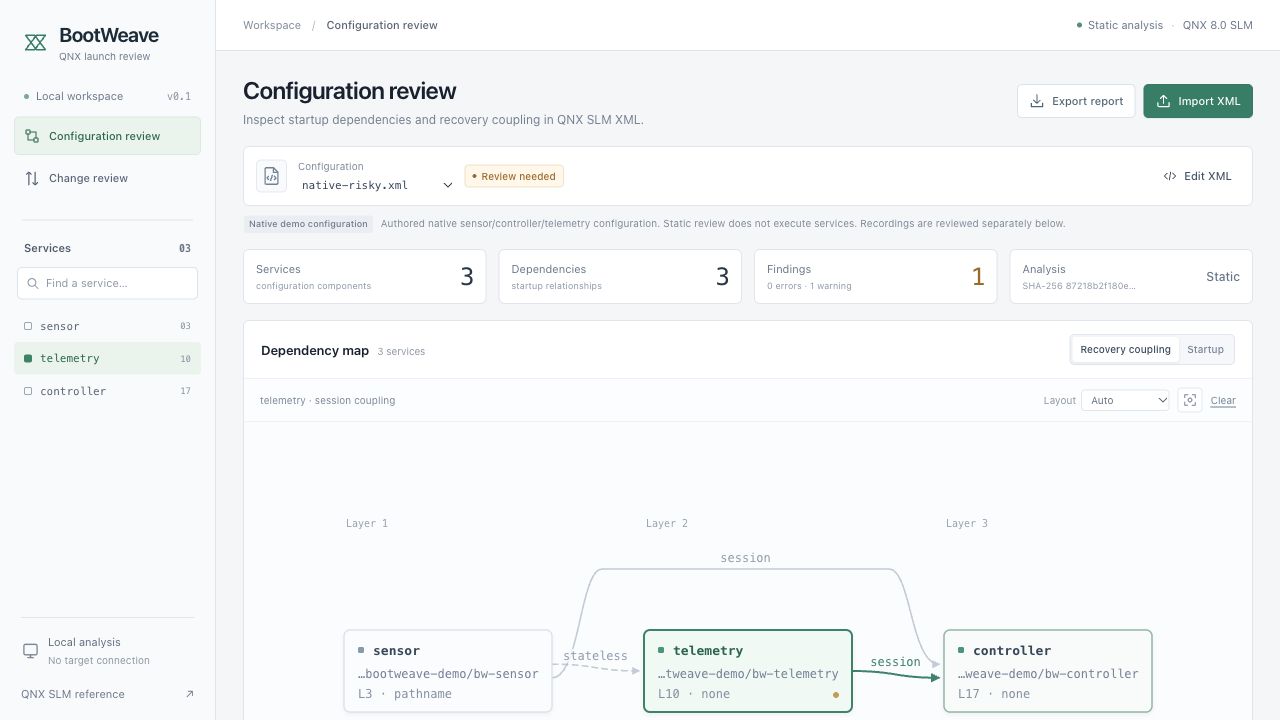 BootWeave
QNX launch review
Local workspace v0.1
Configuration review
Change review
Services 03
Find a service...
sensor 03
telemetry 10
controller 17
Local analysis
No target connection
QNX SLM reference ↗
Workspace / Configuration review
Static analysis · QNX 8.0 SLM
Configuration review
Inspect startup dependencies and recovery coupling in QNX SLM XML.
Export report
Import XML
Configuration
native-risky.xml
Review needed
Edit XML
Native demo configuration Authored native sensor/controller/telemetry configuration. Static review does not execute services. Recordings are reviewed separately below.
Services
configuration components
3
Dependencies
startup relationships
3
Findings
0 errors · 1 warning
1
Analysis
SHA-256 87218b2f180e…
Static
Dependency map 3 services
Recovery coupling Startup
telemetry · session coupling
Layout Auto Clear
Layer 1 Layer 2 Layer 3
session
sensor
…bootweave-demo/bw-sensor
L3 · pathname
stateless
telemetry
…tweave-demo/bw-telemetry
L10 · none
session
controller
…weave-demo/bw-controller
L17 · none